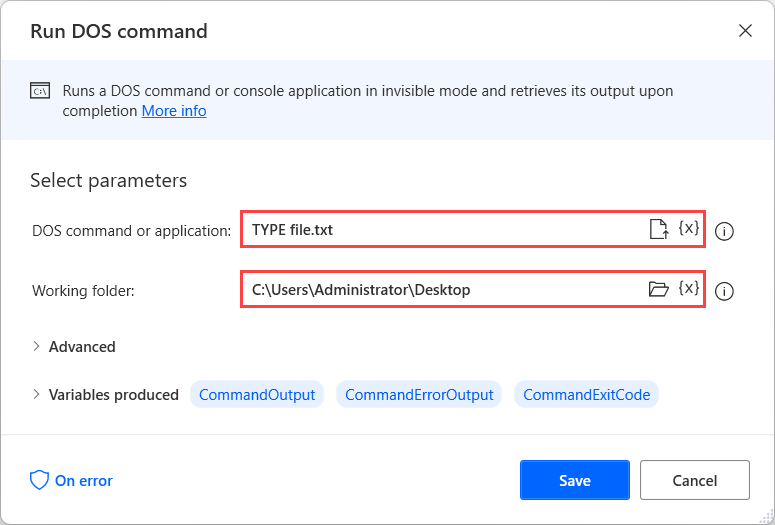 Run DOS command
C:\
Runs a DOS command or console application in invisible mode and retrieves its output upon
completion More info
Select parameters
DOS command or application: TYPE file.txt {x}
Working folder: C:\Users\Administrator\Desktop {x}
Advanced
Variables produced CommandOutput CommandErrorOutput CommandExitCode
On error Save Cancel